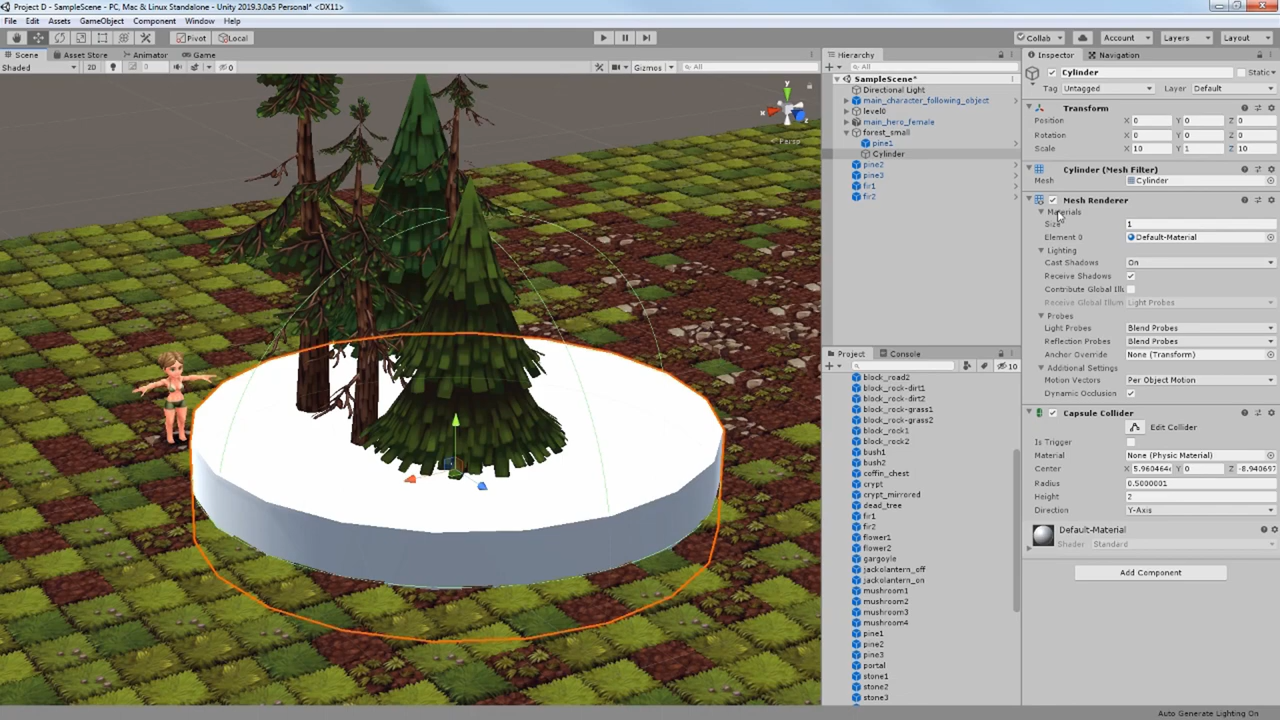 Project D - SampleScene - PC, Mac & Linux Standalone - Unity 2019.3.0a5 Personal* <DX11>
File Edit Assets GameObject Component Window Help
Pivot Local
Collab Account Layers Layout
Scene Asset Store Animator Game
Shaded 2D 0 0 Gizmos All
y
x
Persp
Hierarchy
All
SampleScene*
Directional Light
main_character_following_object
level0
main_hero_female
forest_small
pine1
Cylinder
pine2
pine3
fir1
fir2
Project Console
10
block_road2
block_rock-dirt1
block_rock-dirt2
block_rock-grass1
block_rock-grass2
block_rock1
block_rock2
bush1
bush2
coffin_chest
crypt
crypt_mirrored
dead_tree
fir1
fir2
flower1
flower2
gargoyle
jackolantern_off
jackolantern_on
mushroom1
mushroom2
mushroom3
mushroom4
pine1
pine2
pine3
portal
stone1
stone2
stone3
Inspector Navigation
Cylinder Static
Tag Untagged Layer Default
Transform
Position X 0 Y 0 Z 0
Rotation X 0 Y 0 Z 0
Scale X 10 Y 1 Z 10
Cylinder (Mesh Filter)
Mesh Cylinder
Mesh Renderer
Materials
Size 1
Element 0 Default-Material
Lighting
Cast Shadows On
Receive Shadows
Contribute Global Illu
Receive Global Illum Light Probes
Probes
Light Probes Blend Probes
Reflection Probes Blend Probes
Anchor Override None (Transform)
Additional Settings
Motion Vectors Per Object Motion
Dynamic Occlusion
Capsule Collider
Edit Collider
Is Trigger
Material None (Physic Material)
Center X 5.960464 Y 0 Z -8.940697
Radius 0.5000001
Height 2
Direction Y-Axis
Default-Material
Shader Standard
Add Component
Auto Generate Lighting On